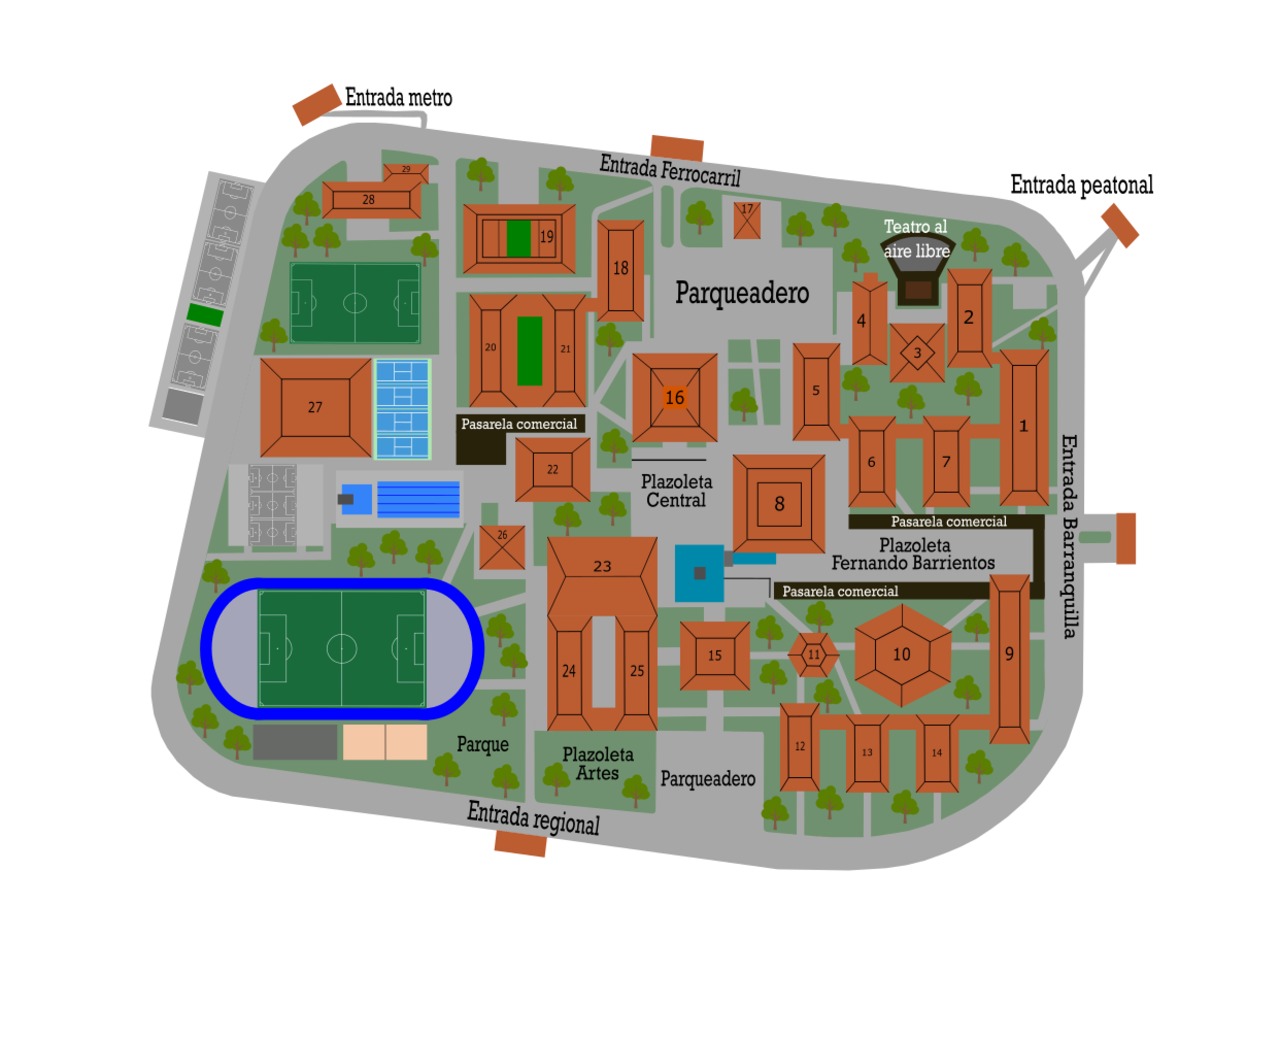 Entrada metro
Entrada Ferrocarril
Entrada peatonal
29
28
17
Teatro al
aire libre
19
18
Parqueadero
4
2
3
20
21
5
16
27
1
Pasarela comercial
22
6
7
Plazoleta
Central
8
Pasarela comercial
26
Plazoleta
Fernando Barrientos
Entrada Barranquilla
23
Pasarela comercial
24
25
15
11
10
9
Parque
12
13
14
Plazoleta
Artes
Parqueadero
Entrada regional